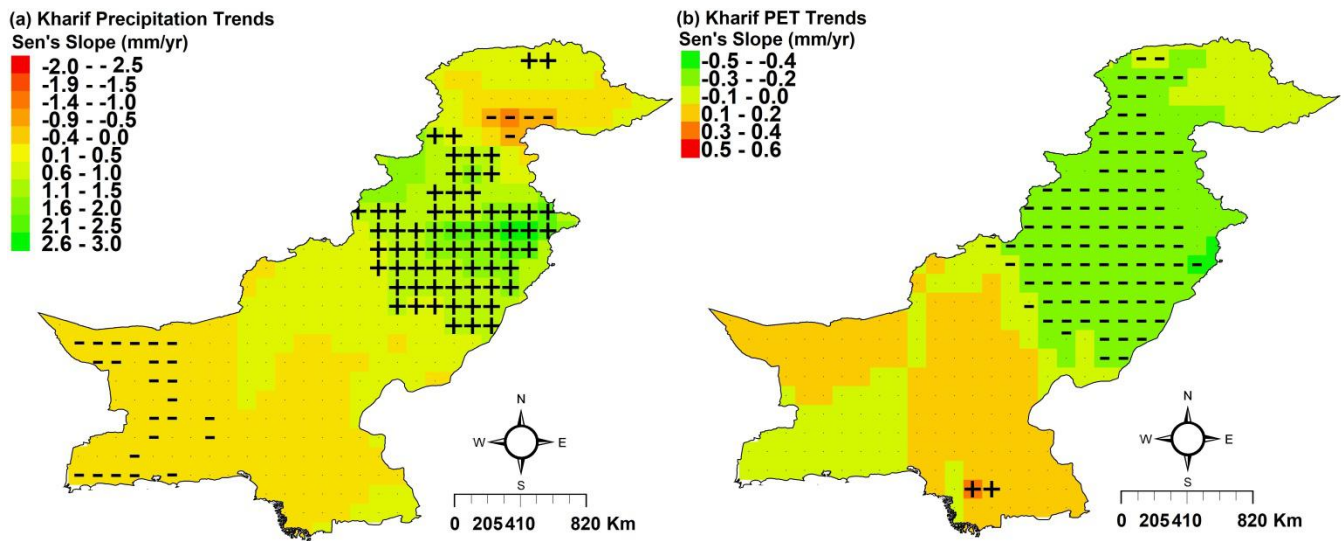 (a) Kharif Precipitation Trends
Sen's Slope (mm/yr)
-2.0 - - 2.5
-1.9 - -1.5
-1.4 - -1.0
-0.9 - -0.5
-0.4 - 0.0
0.1 - 0.5
0.6 - 1.0
1.1 - 1.5
1.6 - 2.0
2.1 - 2.5
2.6 - 3.0
N
W E
S
0 205 410 820 Km
(b) Kharif PET Trends
Sen's Slope (mm/yr)
-0.5 - -0.4
-0.3 - -0.2
-0.1 - 0.0
0.1 - 0.2
0.3 - 0.4
0.5 - 0.6
N
W E
S
0 205 410 820 Km